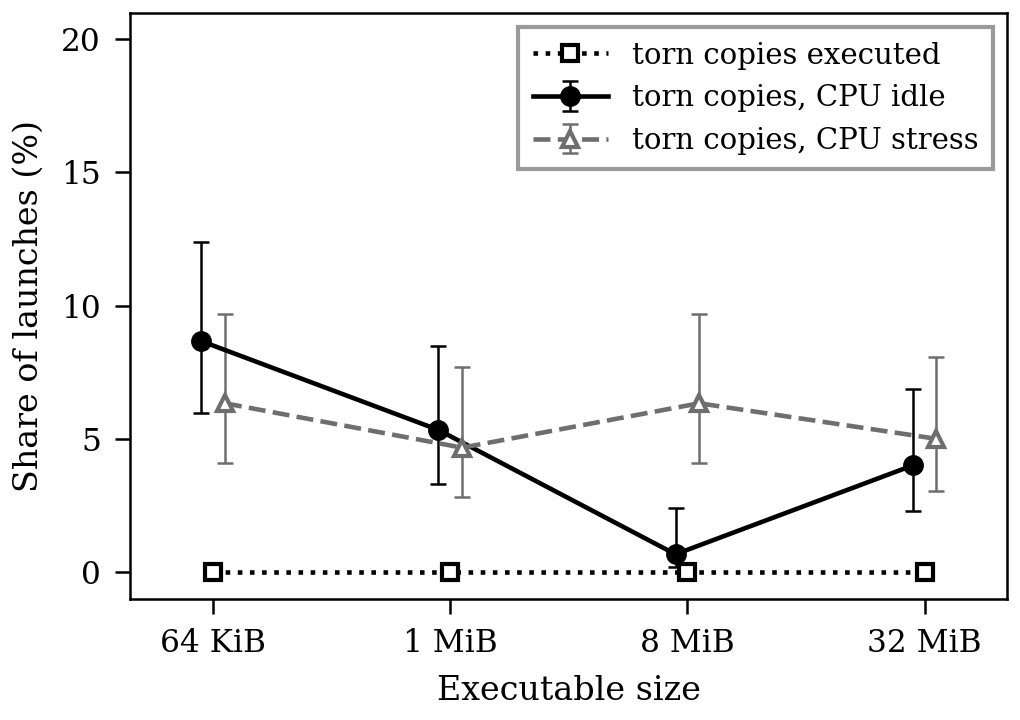 torn copies executed
torn copies, CPU idle
torn copies, CPU stress
Share of launches (%)
20
15
10
5
0
64 KiB 1 MiB 8 MiB 32 MiB
Executable size